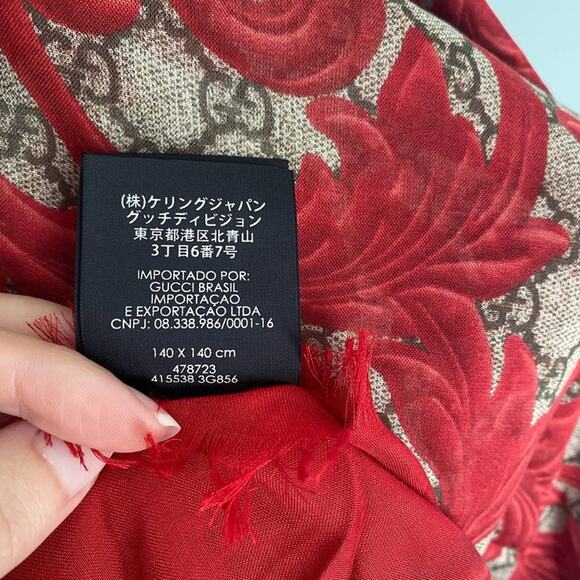 (株)ケリングジャパン
グッチディビジョン
東京都港区北青山
3丁目6番7号
IMPORTADO POR:
GUCCI BRASIL
IMPORTAÇAO
E EXPORTAÇAO LTDA
CNPJ: 08.338.986/0001-16
140 X 140 cm
478723
415538 3G856